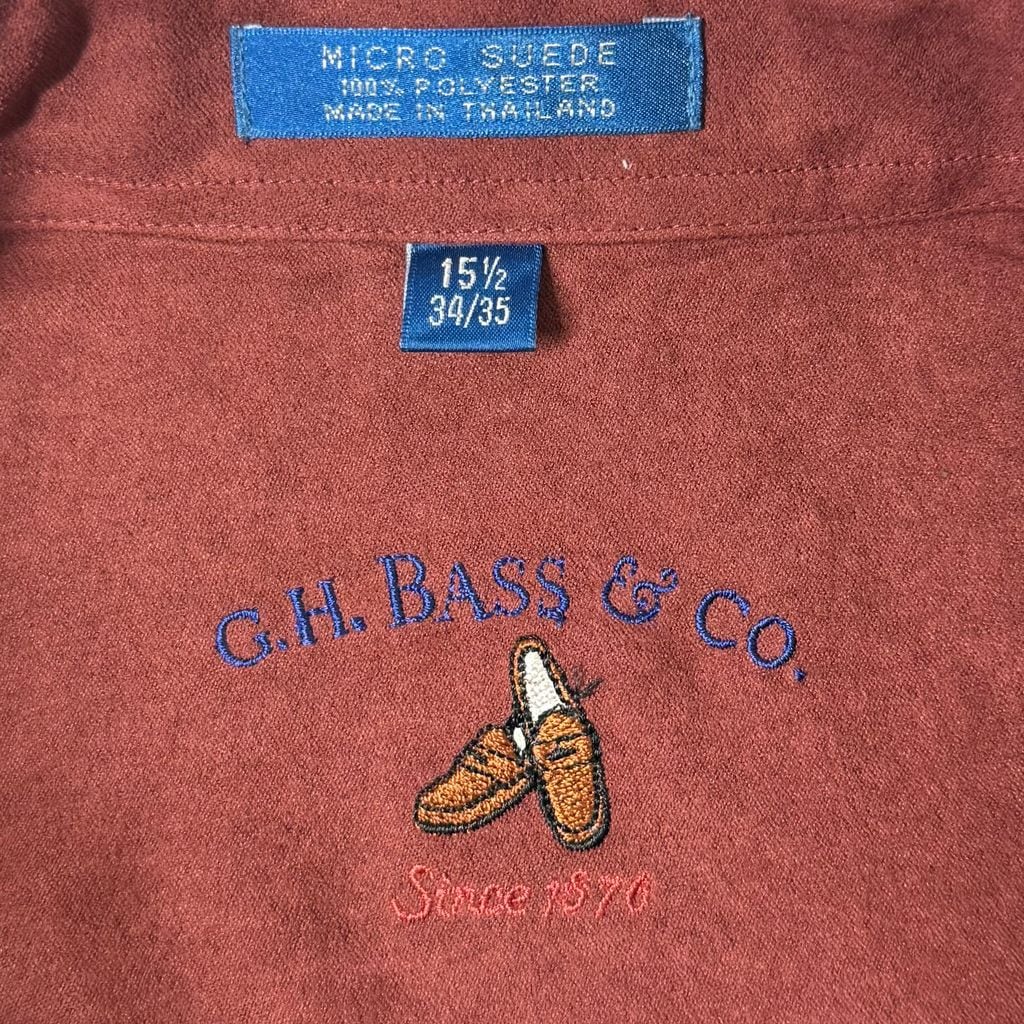 MICRO SUEDE
100% POLYESTER
MADE IN THAILAND
15½
34/35
G.H. BASS & CO.
Since 1876